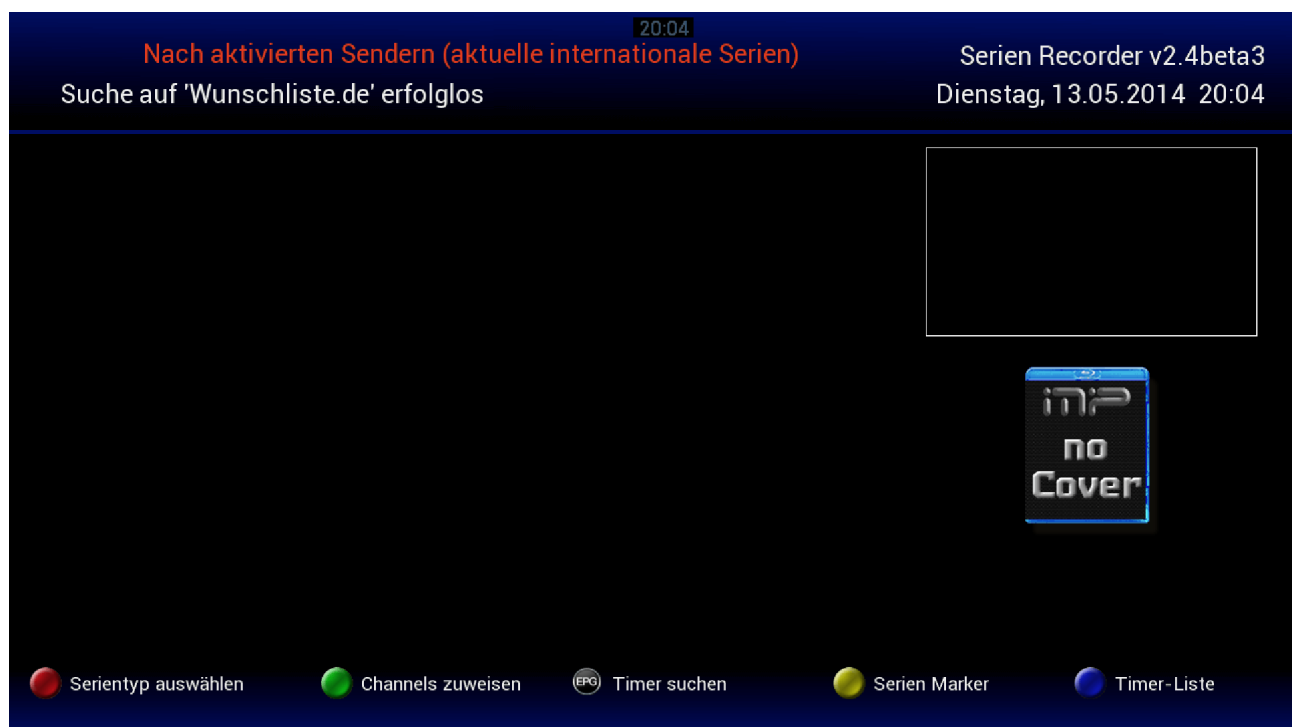 20:04
Nach aktivierten Sendern (aktuelle internationale Serien)
Serien Recorder v2.4beta3
Suche auf 'Wunschliste.de' erfolglos
Dienstag, 13.05.2014 20:04
mp
no
Cover
Serientyp auswählen
Channels zuweisen
EPG Timer suchen
Serien Marker
Timer-Liste